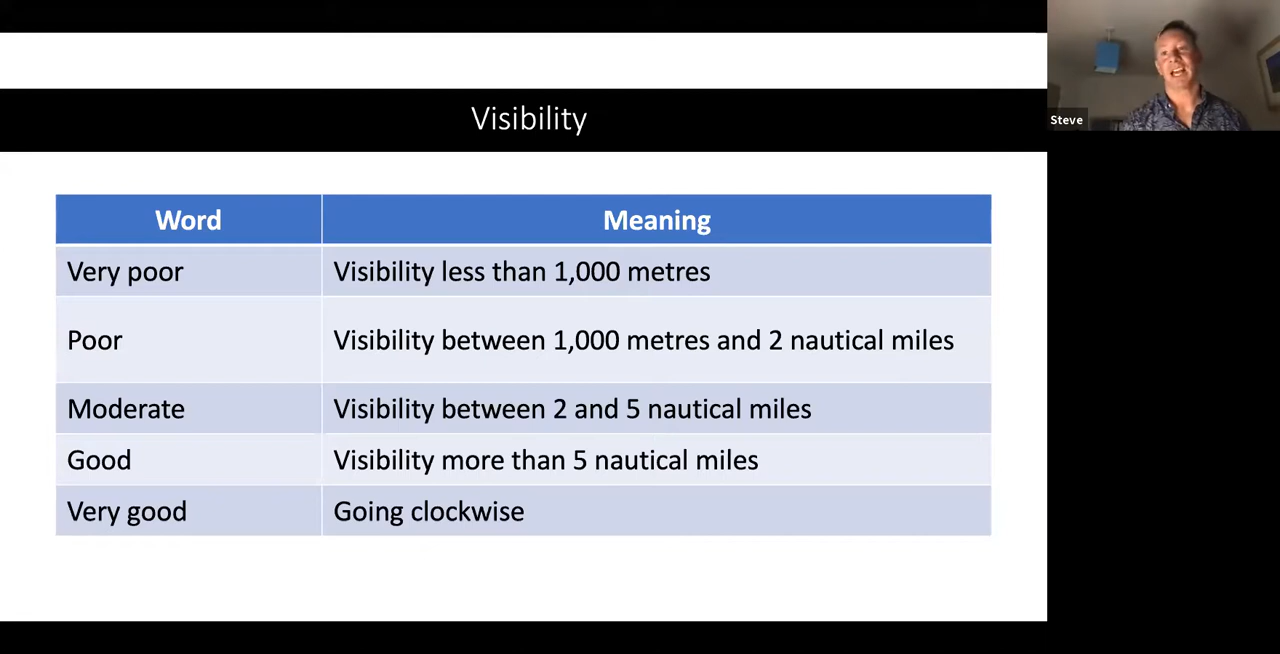 Visibility
Steve
Word Meaning
Very poor Visibility less than 1,000 metres
Poor Visibility between 1,000 metres and 2 nautical miles
Moderate Visibility between 2 and 5 nautical miles
Good Visibility more than 5 nautical miles
Very good Going clockwise